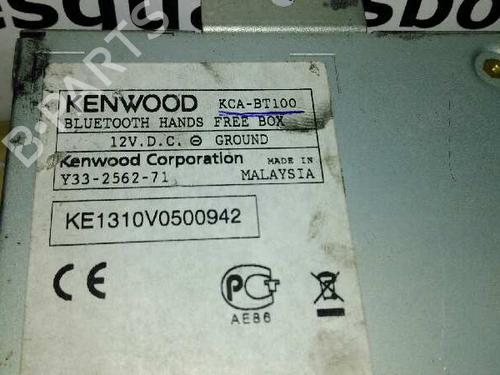 KENWOOD KCA-BT100
BLUETOOTH HANDS FREE BOX
12V.D.C. ⊖ GROUND
Kenwood Corporation MADE IN
Y33-2562-71 MALAYSIA
KE1310V0500942
CE
PCT
AE86
B-PARTS